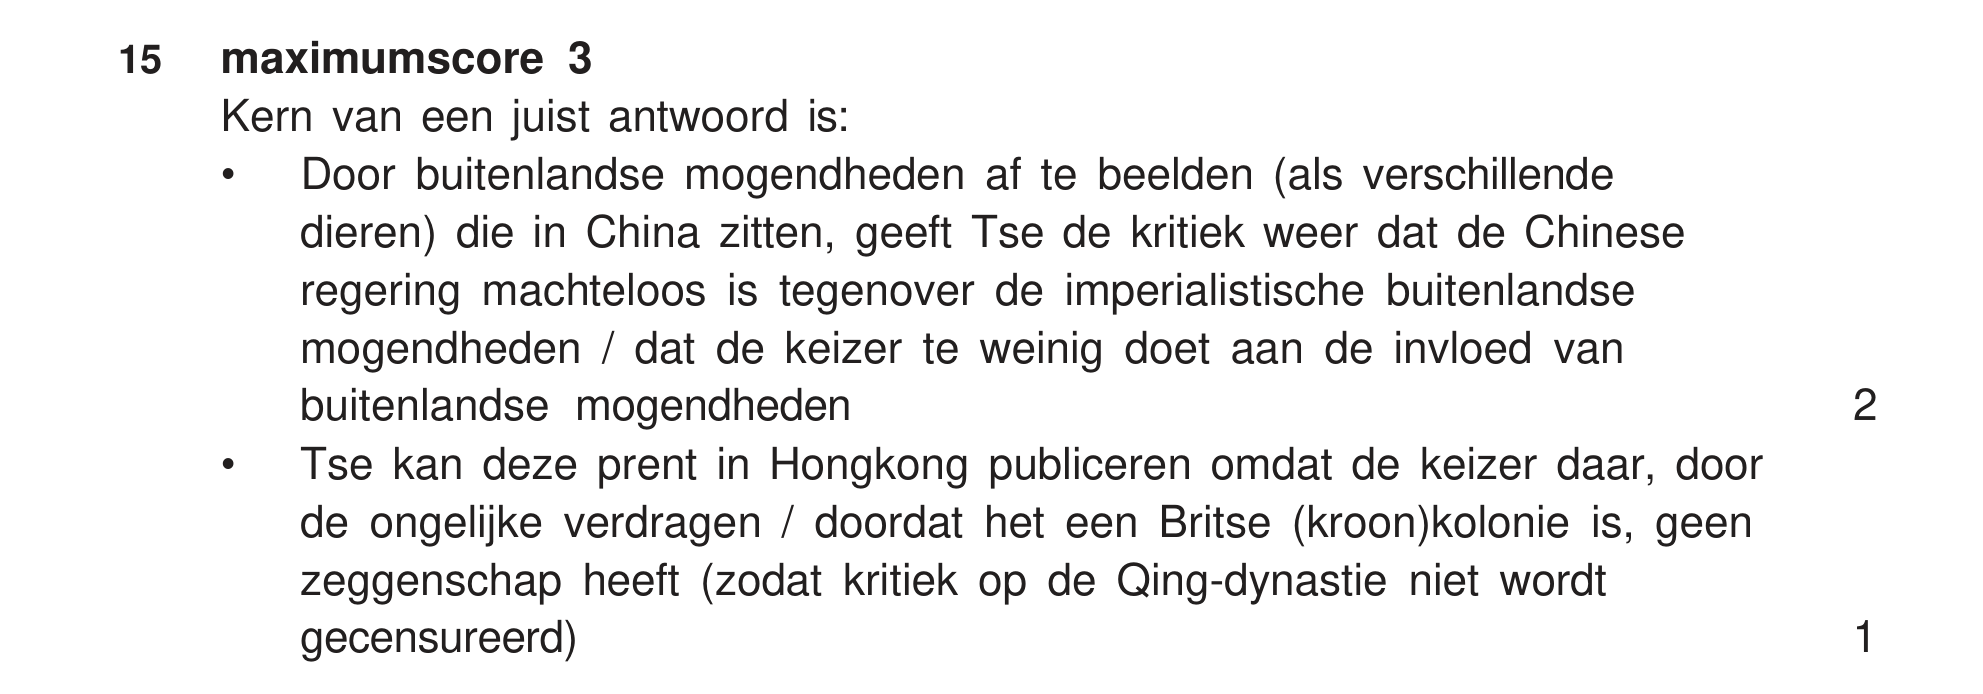 15 maximumscore 3
Kern van een juist antwoord is:
• Door buitenlandse mogendheden af te beelden (als verschillende
dieren) die in China zitten, geeft Tse de kritiek weer dat de Chinese
regering machteloos is tegenover de imperialistische buitenlandse
mogendheden / dat de keizer te weinig doet aan de invloed van
buitenlandse mogendheden 2
• Tse kan deze prent in Hongkong publiceren omdat de keizer daar, door
de ongelijke verdragen / doordat het een Britse (kroon)kolonie is, geen
zeggenschap heeft (zodat kritiek op de Qing-dynastie niet wordt
gecensureerd) 1